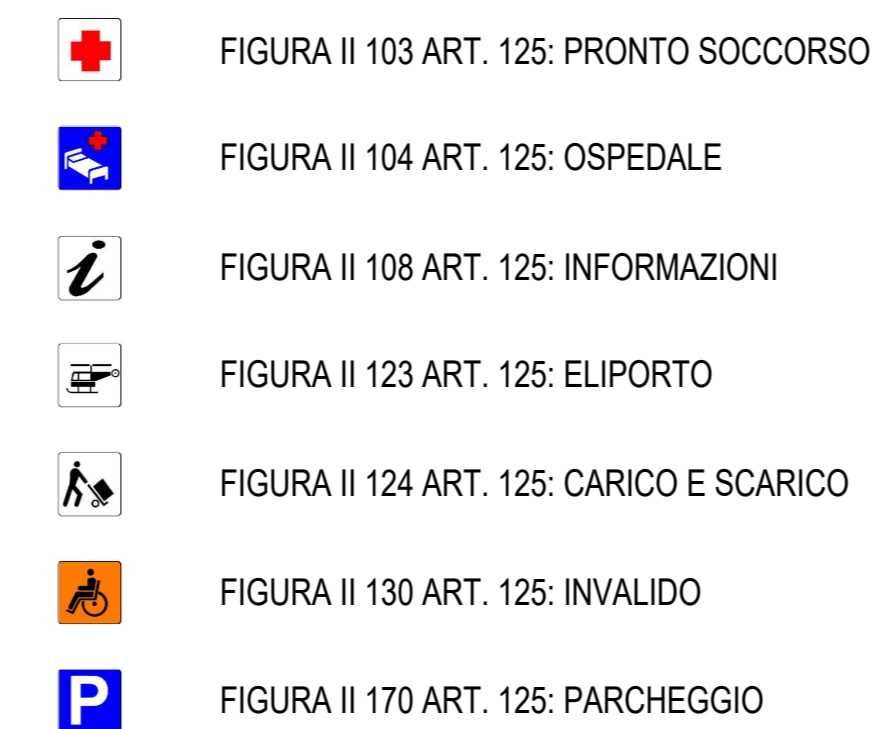 FIGURA II 103 ART. 125: PRONTO SOCCORSO
FIGURA II 104 ART. 125: OSPEDALE
i FIGURA II 108 ART. 125: INFORMAZIONI
FIGURA II 123 ART. 125: ELIPORTO
FIGURA II 124 ART. 125: CARICO E SCARICO
FIGURA II 130 ART. 125: INVALIDO
P FIGURA II 170 ART. 125: PARCHEGGIO